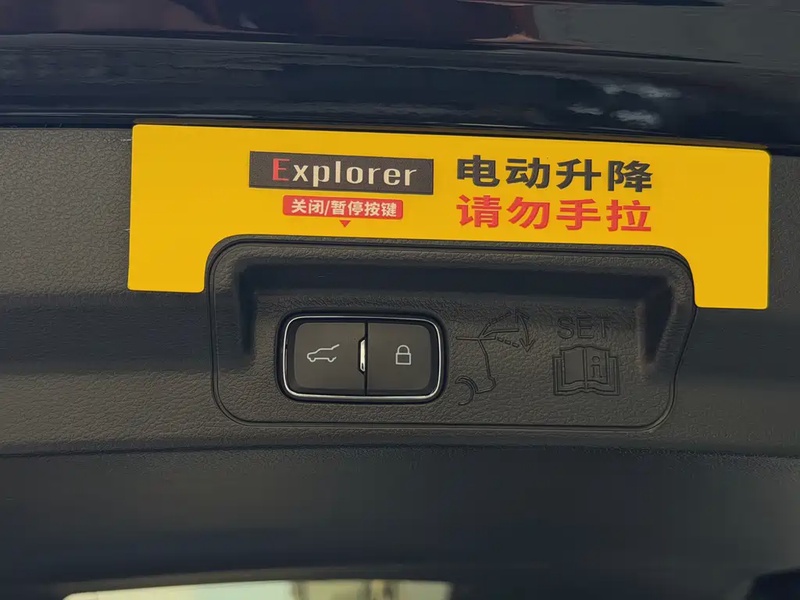 Explorer
关闭/暂停按键
电动升降
请勿手拉
SET